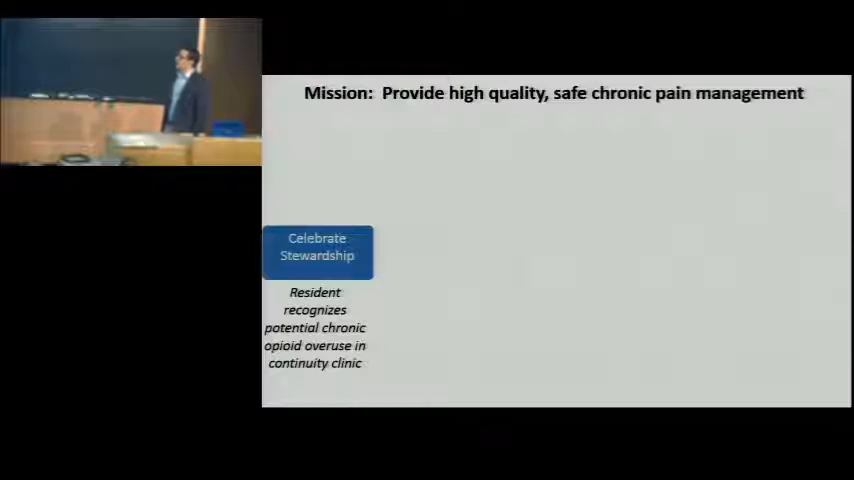 Mission:  Provide high quality, safe chronic pain management
Celebrate
Stewardship
Resident
recognizes
potential chronic
opioid overuse in
continuity clinic